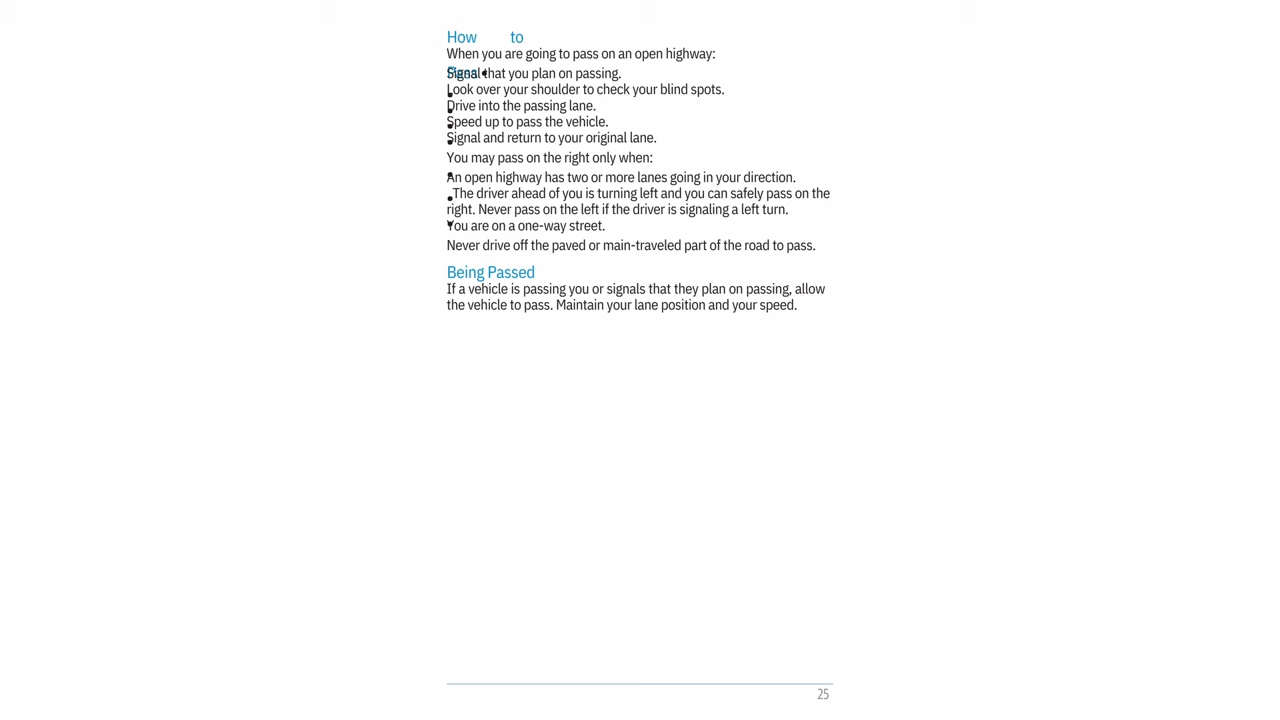 How to
Pass
When you are going to pass on an open highway:
• Signal that you plan on passing.
• Look over your shoulder to check your blind spots.
• Drive into the passing lane.
• Speed up to pass the vehicle.
• Signal and return to your original lane.
You may pass on the right only when:
• An open highway has two or more lanes going in your direction.
• The driver ahead of you is turning left and you can safely pass on the
right. Never pass on the left if the driver is signaling a left turn.
• You are on a one-way street.
Never drive off the paved or main-traveled part of the road to pass.
Being Passed
If a vehicle is passing you or signals that they plan on passing, allow
the vehicle to pass. Maintain your lane position and your speed.
25